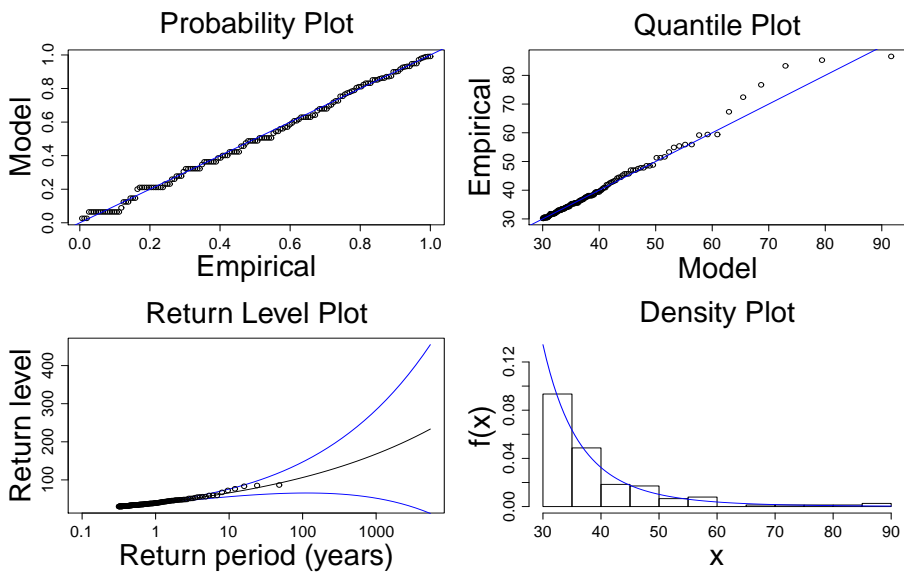 Probability Plot
Model
0.0 0.2 0.4 0.6 0.8 1.0
0.0 0.2 0.4 0.6 0.8 1.0
Empirical
Quantile Plot
Empirical
30 40 50 60 70 80
30 40 50 60 70 80 90
Model
Return Level Plot
Return level
100 200 300 400
0.1 1 10 100 1000
Return period (years)
Density Plot
f(x)
0.00 0.04 0.08 0.12
30 40 50 60 70 80 90
x